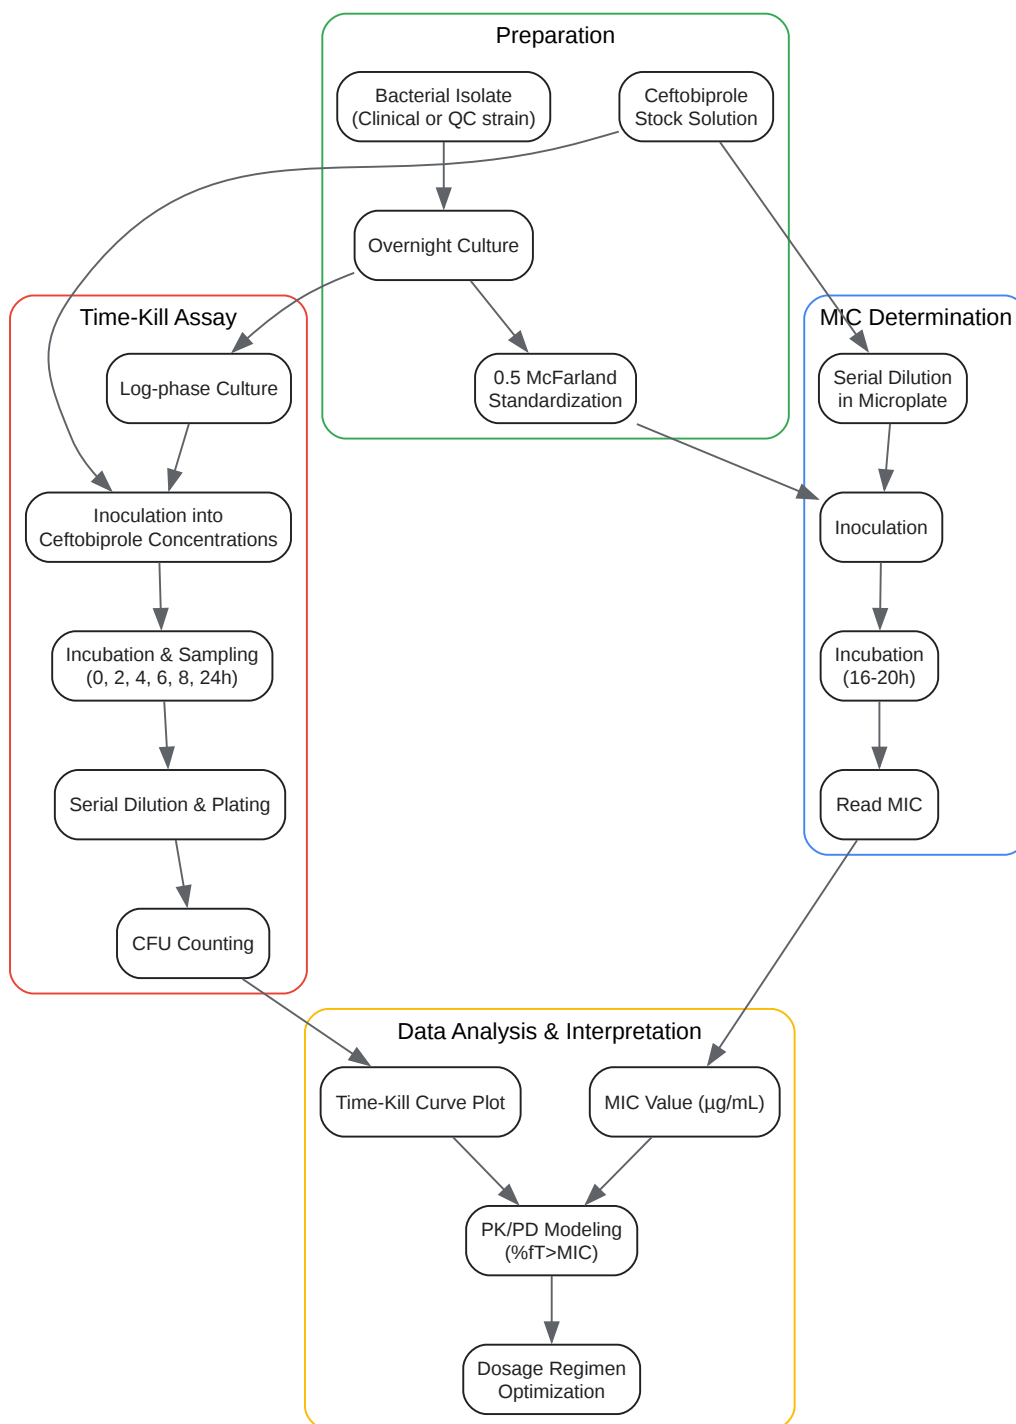 Preparation
Bacterial Isolate
(Clinical or QC strain)
Ceftobiprole
Stock Solution
Overnight Culture
0.5 McFarland
Standardization
Time-Kill Assay
Log-phase Culture
Inoculation into
Ceftobiprole Concentrations
Incubation & Sampling
(0, 2, 4, 6, 8, 24h)
Serial Dilution & Plating
CFU Counting
MIC Determination
Serial Dilution
in Microplate
Inoculation
Incubation
(16-20h)
Read MIC
Data Analysis & Interpretation
Time-Kill Curve Plot
MIC Value (µg/mL)
PK/PD Modeling
(%fT>MIC)
Dosage Regimen
Optimization